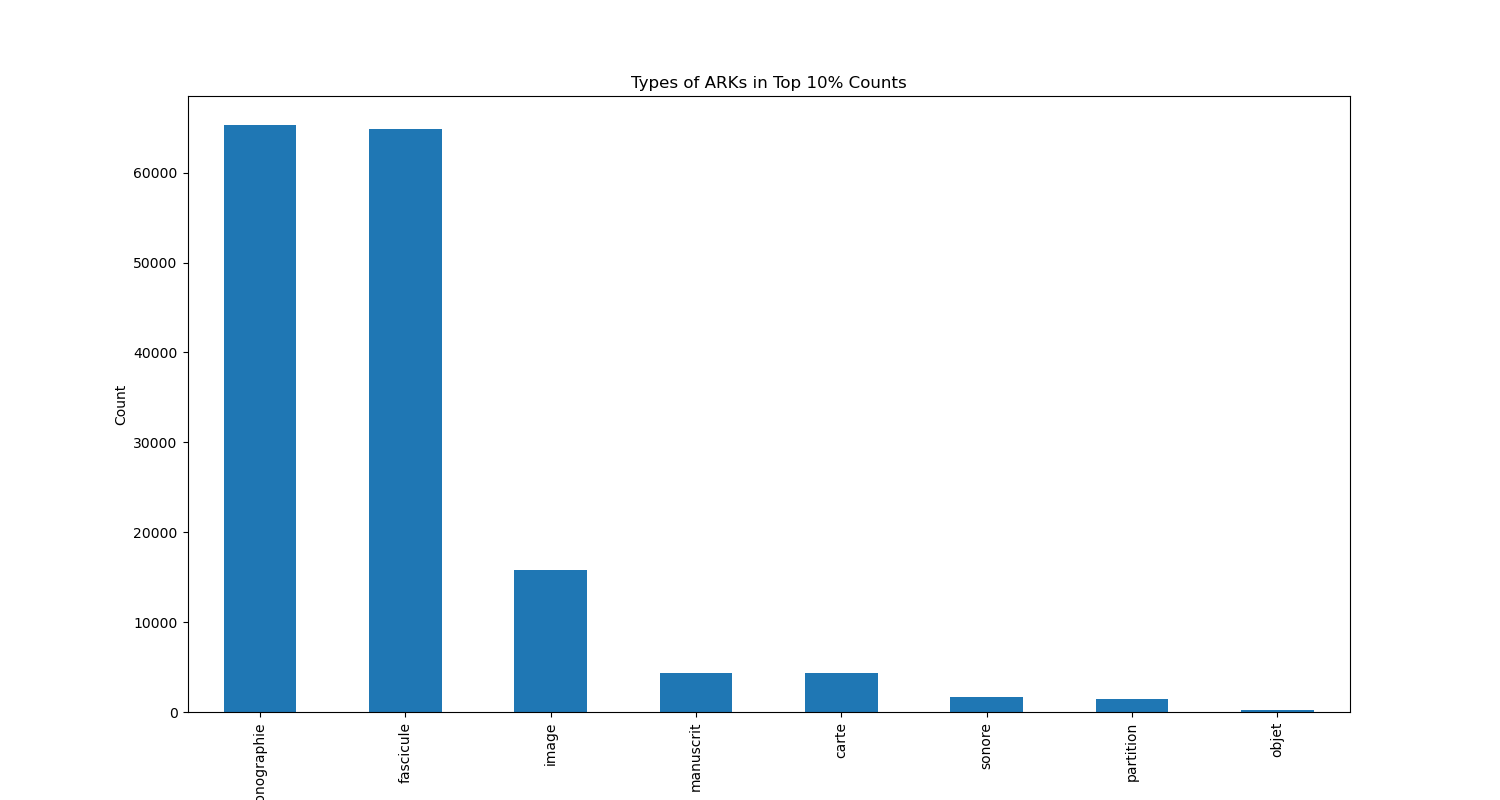 Types of ARKs in Top 10% Counts
Count
60000
50000
40000
30000
20000
10000
0
onographie
fascicule
image
manuscrit
carte
sonore
partition
objet